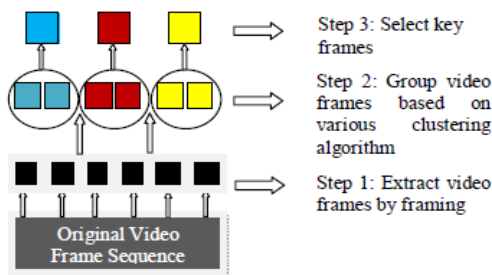 Step 3: Select key
frames
Step 2: Group video
frames based on
various clustering
algorithm
Step 1: Extract video
frames by framing
Original Video
Frame Sequence